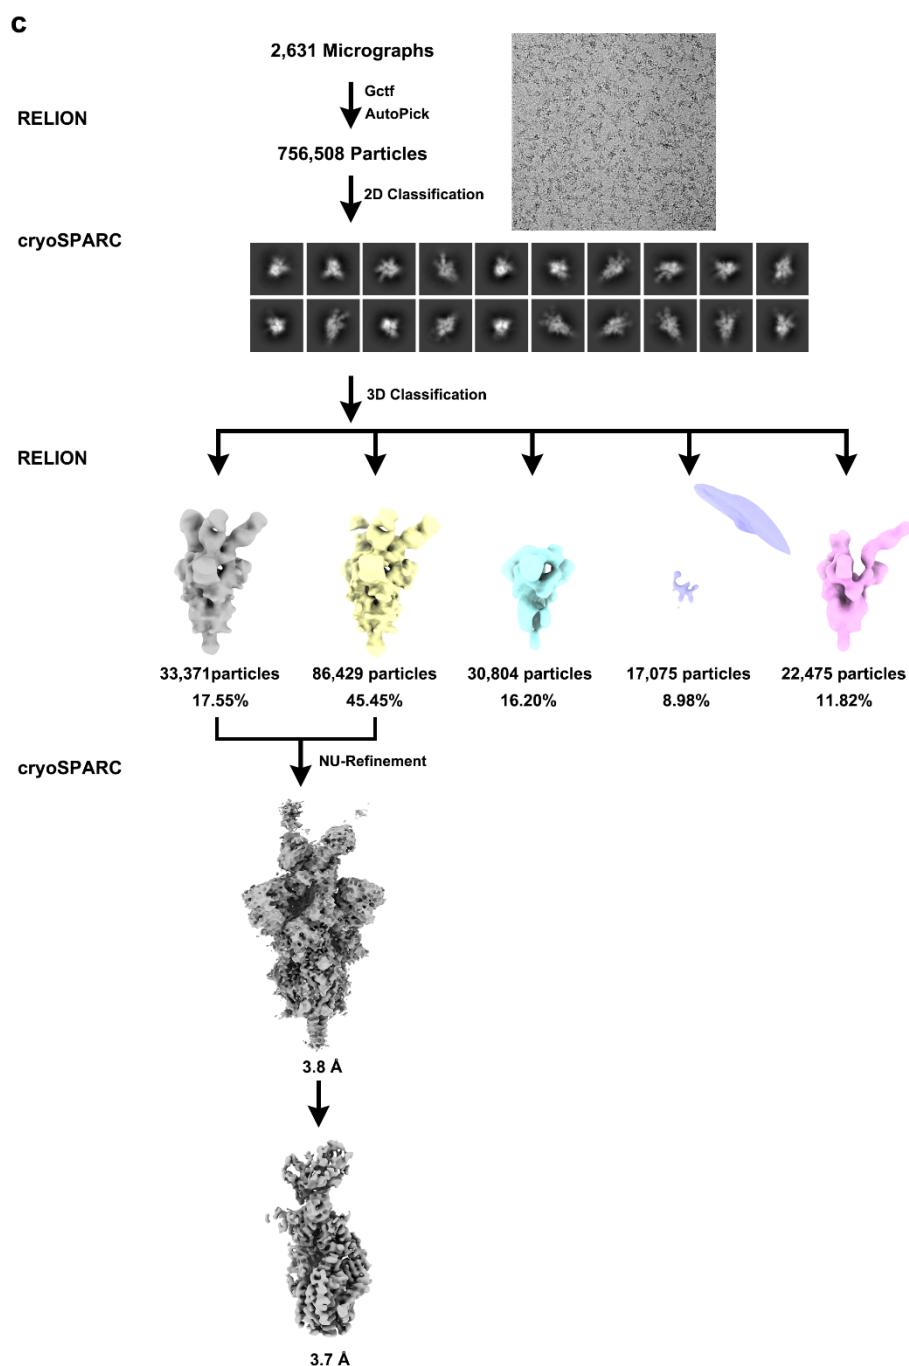 c
2,631 Micrographs
Gctf
RELION
AutoPick
756,508 Particles
2D Classification
cryoSPARC
3D Classification
RELION
33,371particles
86,429 particles
30,804 particles
17,075 particles
22,475 particles
17.55%
45.45%
16.20%
8.98%
11.82%
NU-Refinement
cryoSPARC
3.8 Å
3.7 Å